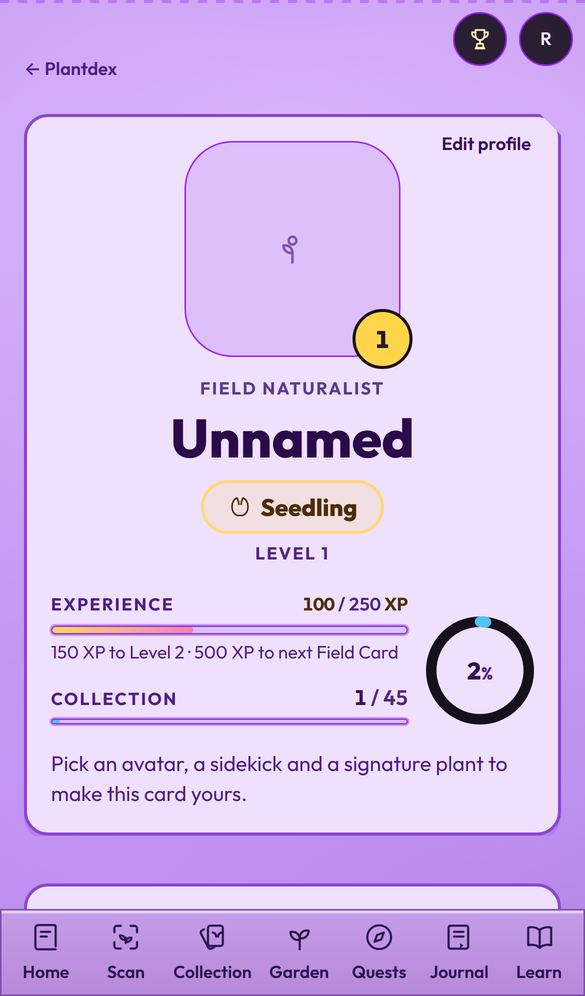 R
← Plantdex
Edit profile
1
FIELD NATURALIST
Unnamed
Seedling
LEVEL 1
EXPERIENCE 100 / 250 XP
150 XP to Level 2 · 500 XP to next Field Card
COLLECTION 1 / 45
2%
Pick an avatar, a sidekick and a signature plant to
make this card yours.
Home Scan Collection Garden Quests Journal Learn